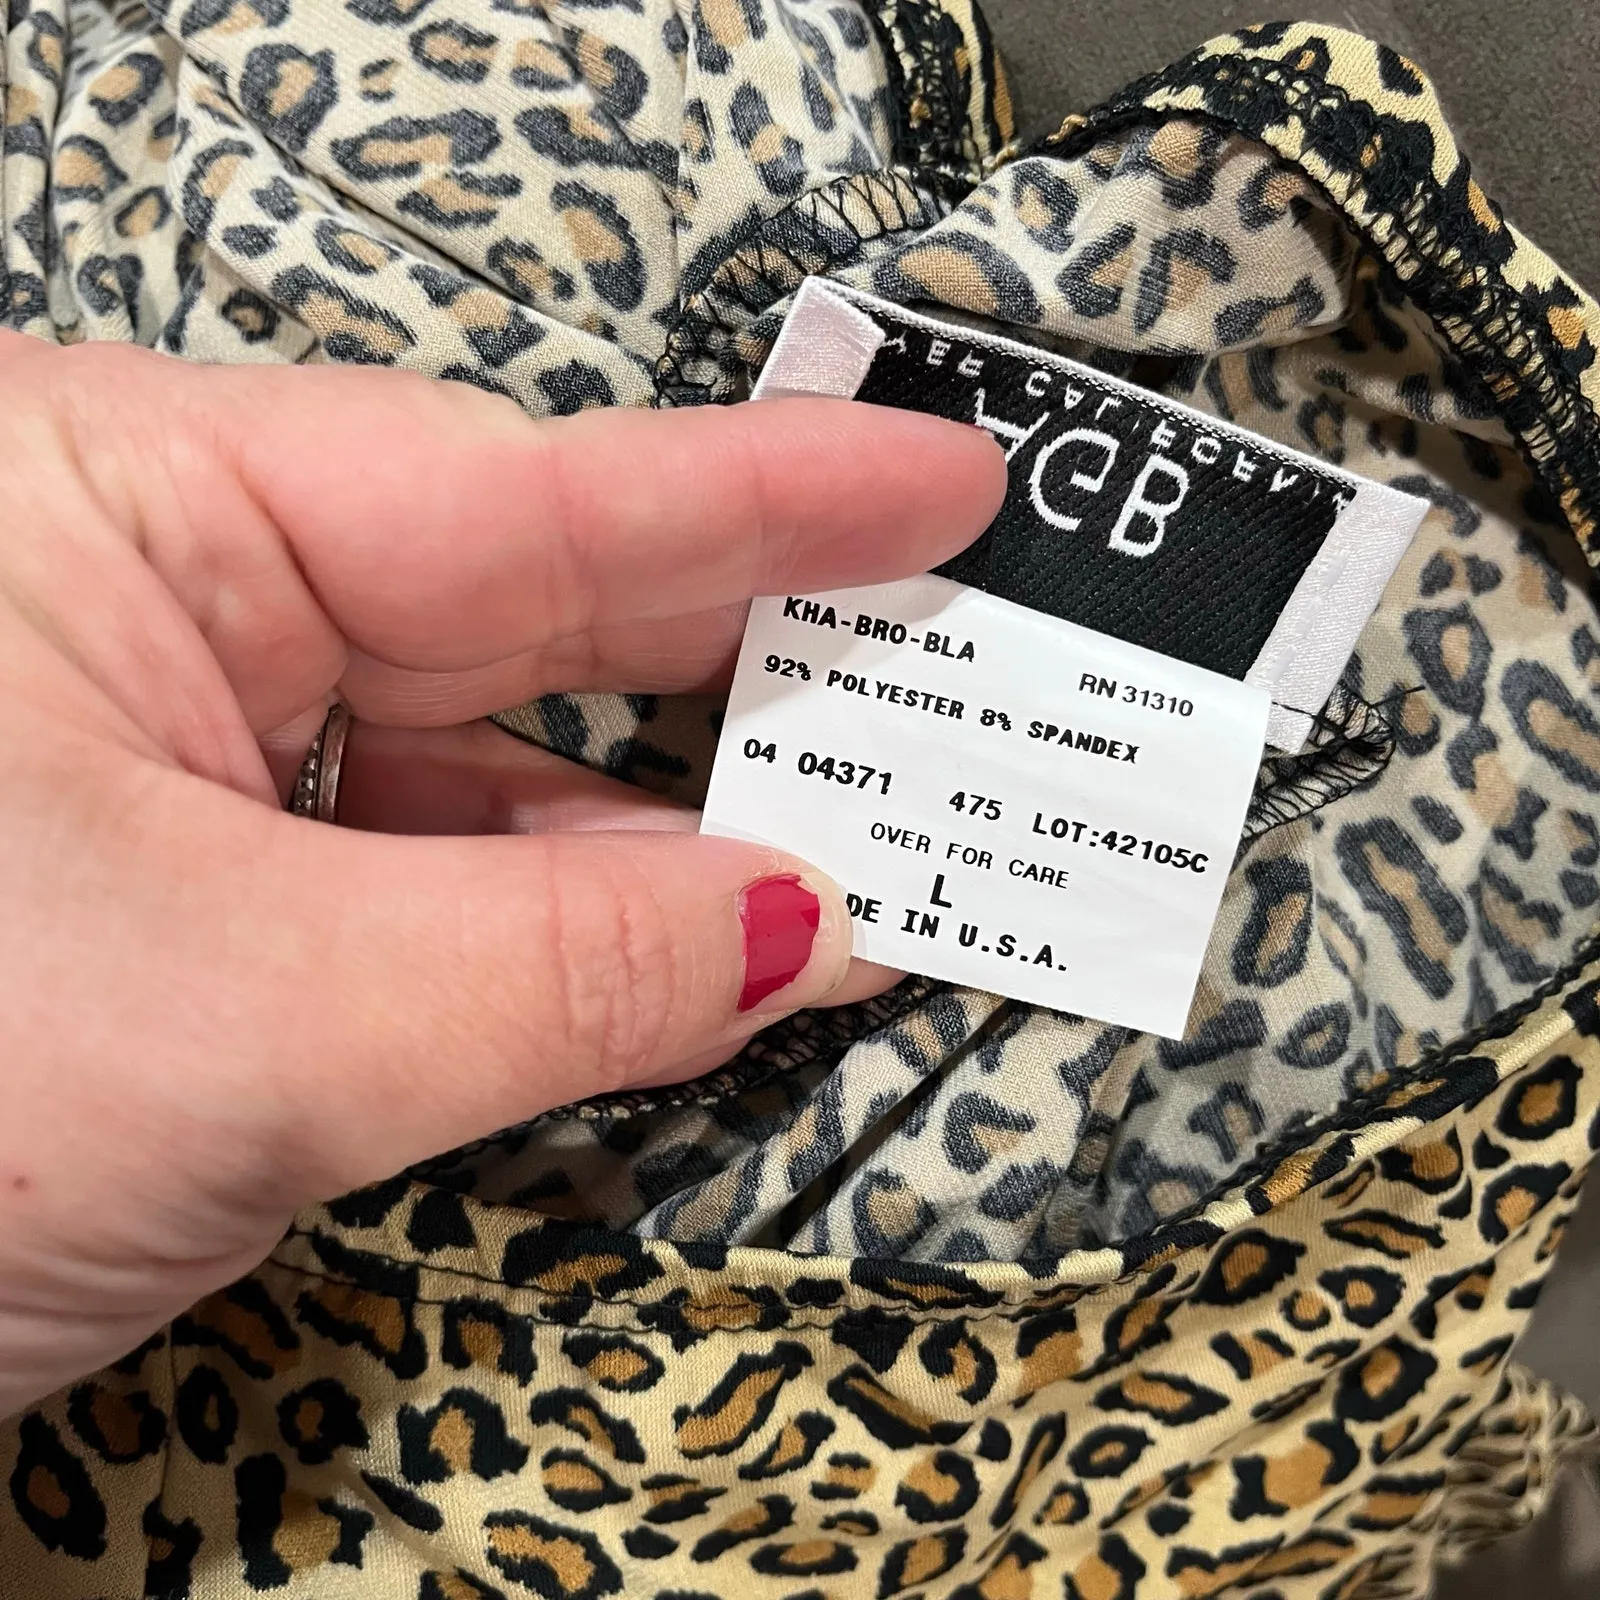 HCB
KHA-BRO-BLA
RN 31310
92% POLYESTER 8% SPANDEX
04 04371 475 LOT:42105C
OVER FOR CARE
L
DE IN U.S.A.